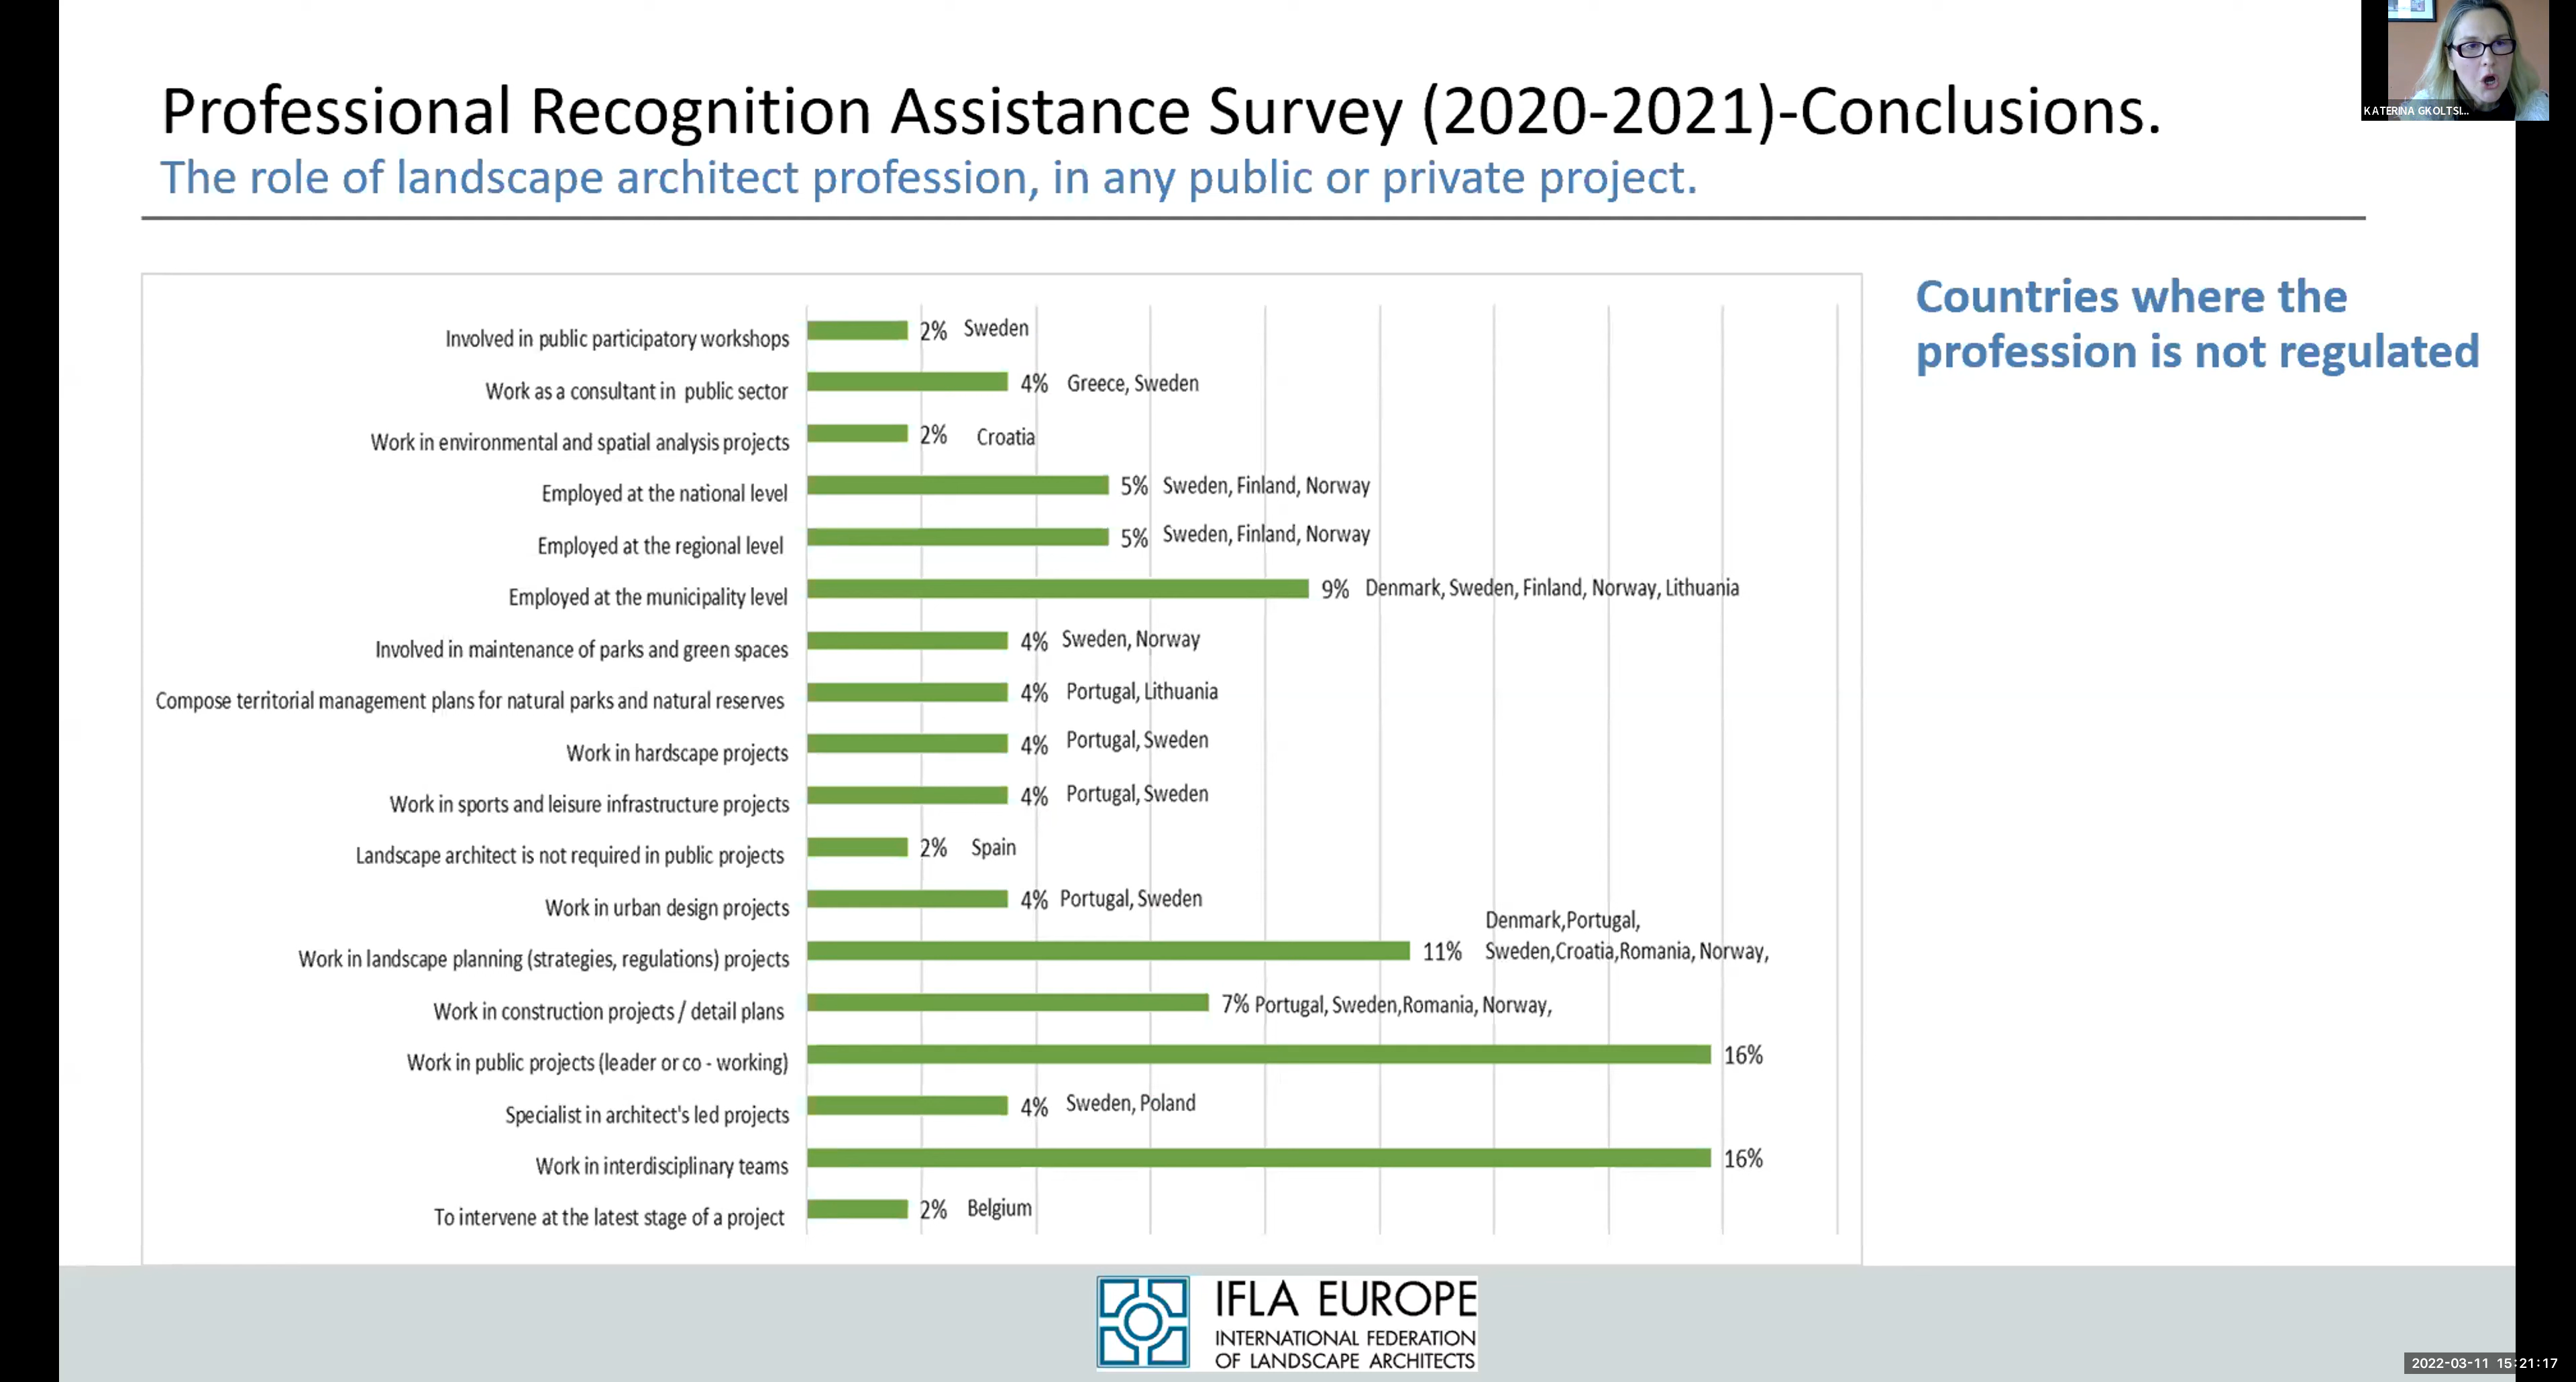 Professional Recognition Assistance Survey (2020-2021)-Conclusions.
The role of landscape architect profession, in any public or private project.
KATERINA GKOLTSI...
Countries where the
profession is not regulated
Involved in public participatory workshops 2% Sweden
Work as a consultant in public sector 4% Greece, Sweden
Work in environmental and spatial analysis projects 2% Croatia
Employed at the national level 5% Sweden, Finland, Norway
Employed at the regional level 5% Sweden, Finland, Norway
Employed at the municipality level 9% Denmark, Sweden, Finland, Norway, Lithuania
Involved in maintenance of parks and green spaces 4% Sweden, Norway
Compose territorial management plans for natural parks and natural reserves 4% Portugal, Lithuania
Work in hardscape projects 4% Portugal, Sweden
Work in sports and leisure infrastructure projects 4% Portugal, Sweden
Landscape architect is not required in public projects 2% Spain
Work in urban design projects 4% Portugal, Sweden
Denmark,Portugal,
Work in landscape planning (strategies, regulations) projects 11% Sweden,Croatia,Romania, Norway,
Work in construction projects / detail plans 7% Portugal, Sweden,Romania, Norway,
Work in public projects (leader or co - working) 16%
Specialist in architect's led projects 4% Sweden, Poland
Work in interdisciplinary teams 16%
To intervene at the latest stage of a project 2% Belgium
IFLA EUROPE
INTERNATIONAL FEDERATION
OF LANDSCAPE ARCHITECTS
2022-03-11 15:21:17